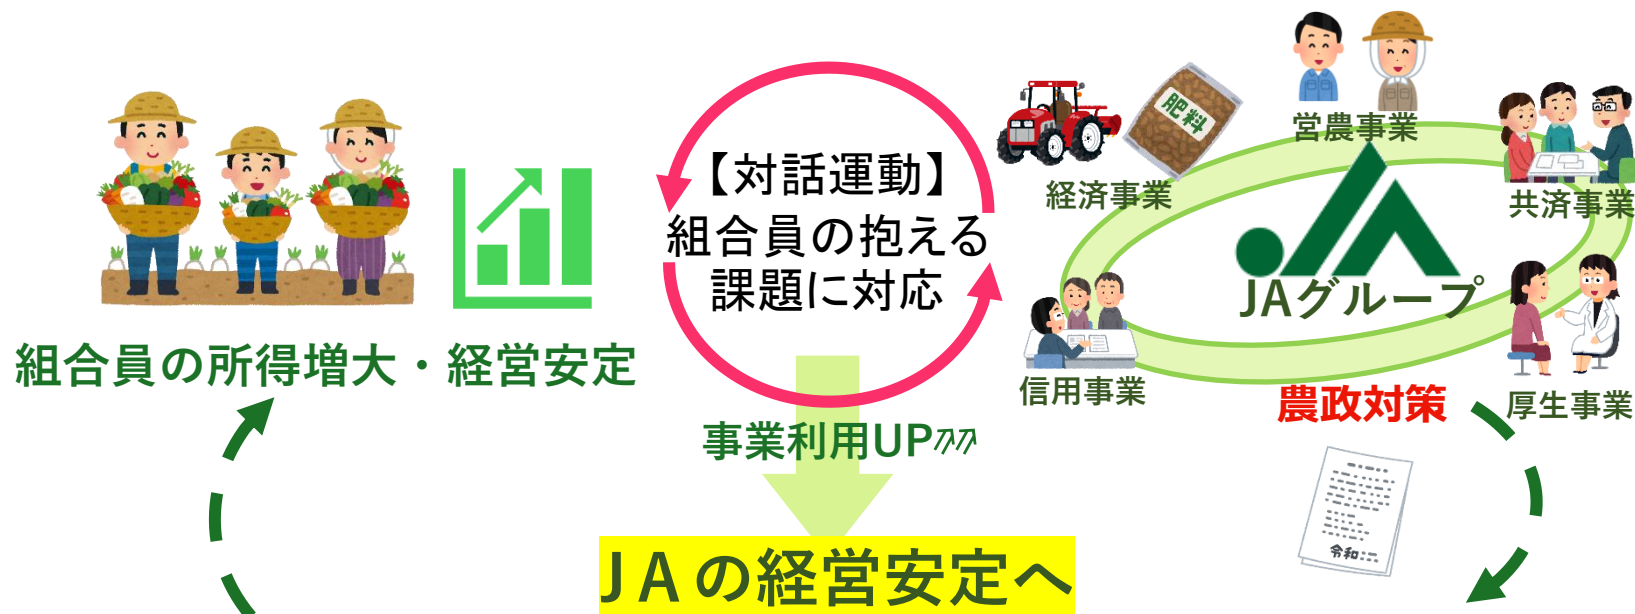 組合員の所得増大・経営安定
【対話運動】
組合員の抱える
課題に対応
事業利用UP⇗⇗
JAの経営安定へ
肥料
経済事業
営農事業
共済事業
JA
JAグループ
信用事業
農政対策
厚生事業
令和